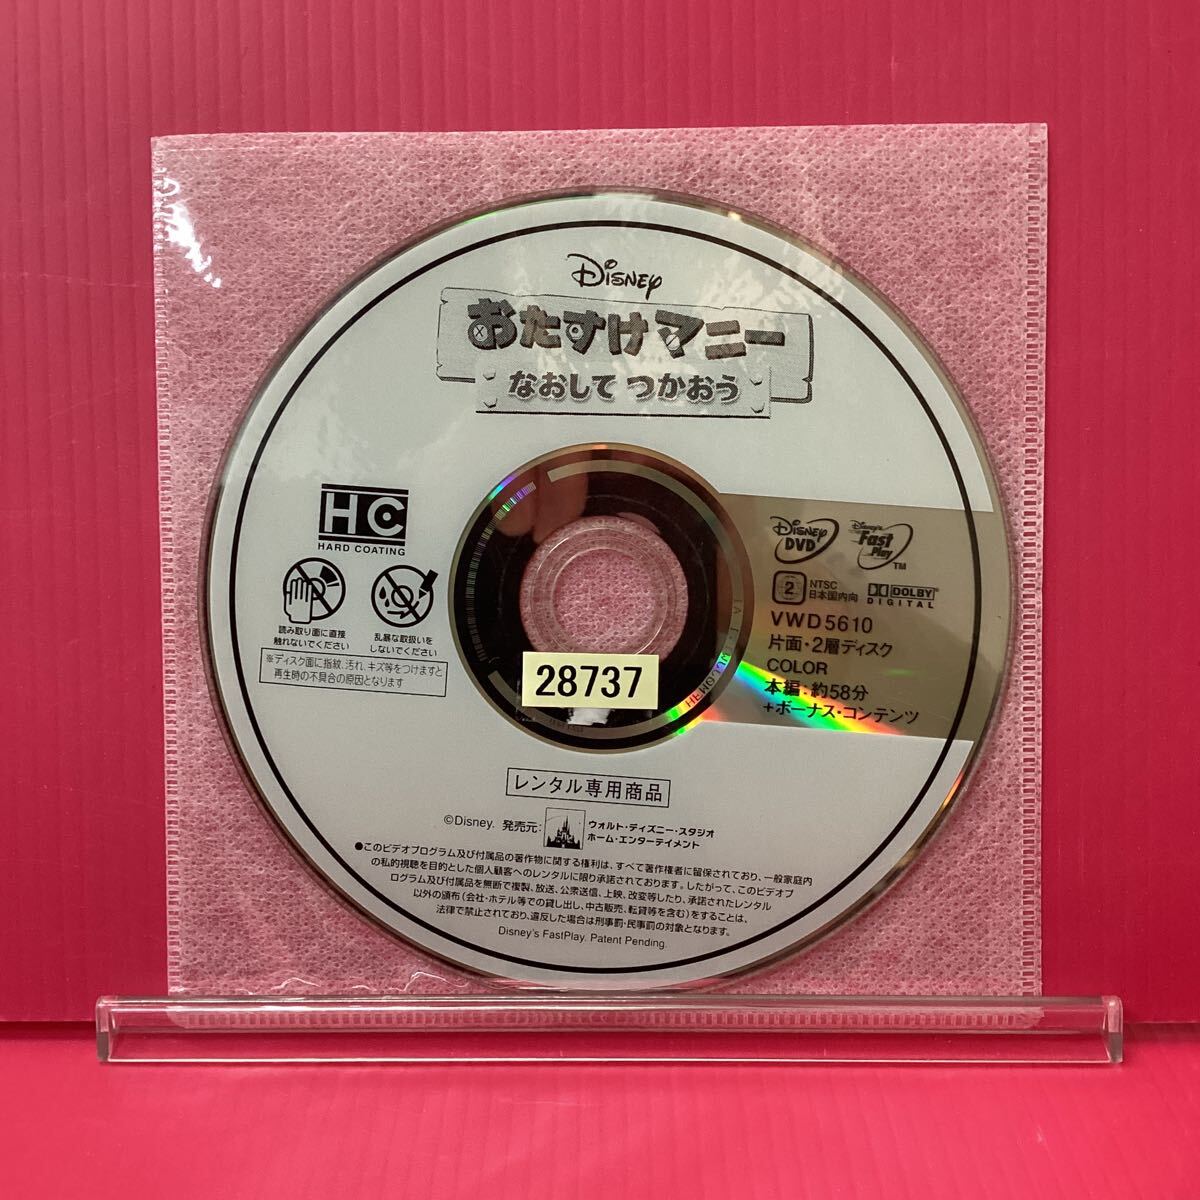 DISNEY
おたすけマニー
なおして つかおう
HC
HARD COATING
読み取り面に直接
触れないでください
乱暴な取扱いを
しないでください
※ディスク面に指紋、汚れ、キズ等をつけますと
再生時の不具合の原因となります
DISNEY
DVD
Disney's
Fast
Play
TM
2
NTSC
日本国内向
DOLBY
DIGITAL
VWD5610
片面・2層ディスク
COLOR
本編:約58分
+ボーナス・コンテンツ
28737
レンタル専用商品
©Disney. 発売元:
ウォルト・ディズニー・スタジオ
ホーム・エンターテイメント
●このビデオプログラム及び付属品の著作物に関する権利は、すべて著作権者に留保されており、一般家庭内
の私的視聴を目的とした個人顧客へのレンタルに限り承諾されております。したがって、このビデオプ
ログラム及び付属品を無断で複製、放送、公衆送信、上映、改変等したり、承諾されたレンタル
以外の頒布(会社・ホテル等での貸し出し、中古販売、転貸等を含む)をすることは、
法律で禁止されており、違反した場合は刑事罰・民事罰の対象となります。
Disney's FastPlay. Patent Pending.